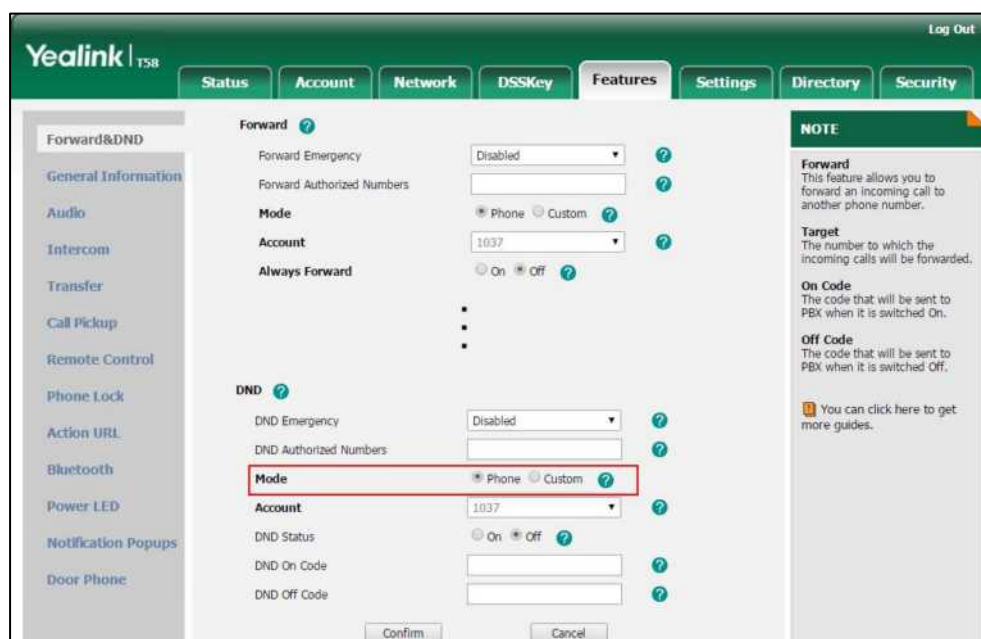 Log Out
Yealink | T58
Status Account Network DSSKey Features Settings Directory Security
Forward&DND
General Information
Audio
Intercom
Transfer
Call Pickup
Remote Control
Phone Lock
Action URL
Bluetooth
Power LED
Notification Popups
Door Phone
Forward ?
Forward Emergency Disabled ?
Forward Authorized Numbers ?
Mode Phone Custom ?
Account 1037 ?
Always Forward On Off ?
DND ?
DND Emergency Disabled ?
DND Authorized Numbers ?
Mode Phone Custom ?
Account 1037 ?
DND Status On Off ?
DND On Code ?
DND Off Code ?
Confirm Cancel
NOTE
Forward
This feature allows you to
forward an incoming call to
another phone number.
Target
The number to which the
incoming calls will be forwarded.
On Code
The code that will be sent to
PBX when it is switched On.
Off Code
The code that will be sent to
PBX when it is switched Off.
You can click here to get
more guides.